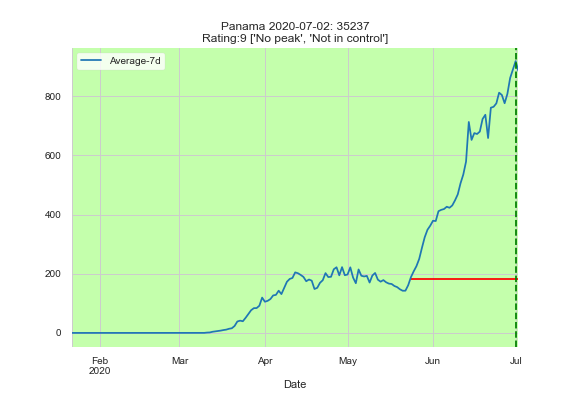 Panama 2020-07-02: 35237
Rating:9 ['No peak', 'Not in control']
Average-7d
800
600
400
200
0
Feb Mar Apr May Jun Jul
2020
Date